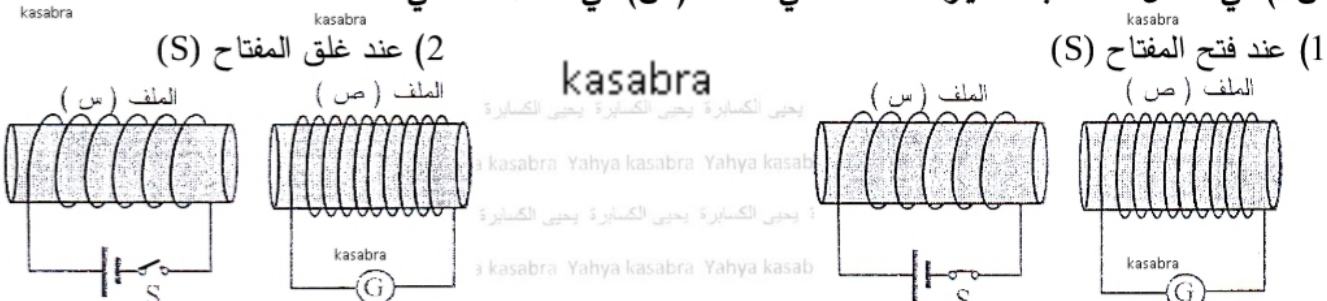 kasabra
kasabra
kasabra
1) عند فتح المفتاح (S)
2) عند غلق المفتاح (S)
kasabra
الملف ( س )
الملف ( ص )
الملف ( س )
الملف ( ص )
يحيى الكسابرة يحيى الكسابرة يحيى الكسابرة
a kasabra Yahya kasabra Yahya kasab
يحيى الكسابرة يحيى الكسابرة يحيى الكسابرة
a kasabra Yahya kasabra Yahya kasab
kasabra
kasabra
S
G
S
G